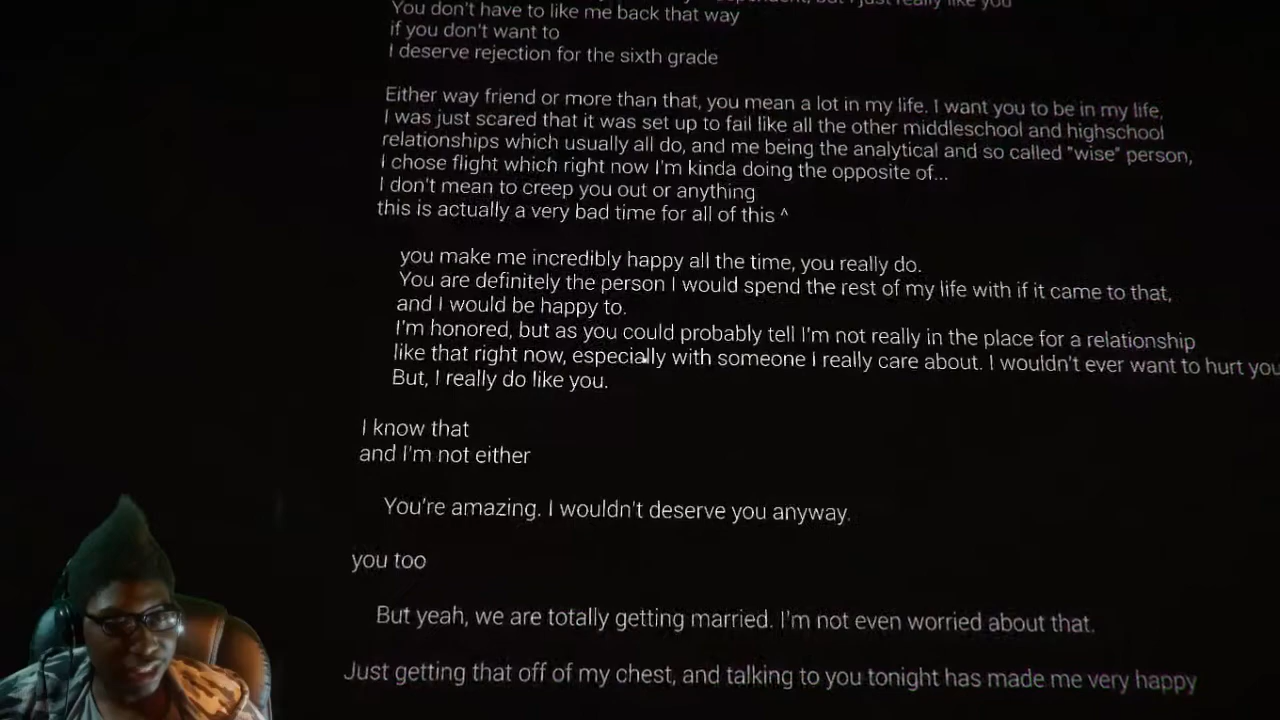 but I just really like you
You don't have to like me back that way
if you don't want to
I deserve rejection for the sixth grade
Either way friend or more than that, you mean a lot in my life. I want you to be in my life,
I was just scared that it was set up to fail like all the other middleschool and highschool
relationships which usually all do, and me being the analytical and so called "wise" person,
I chose flight which right now I'm kinda doing the opposite of...
I don't mean to creep you out or anything
this is actually a very bad time for all of this ^
you make me incredibly happy all the time, you really do.
You are definitely the person I would spend the rest of my life with if it came to that,
and I would be happy to.
I'm honored, but as you could probably tell I'm not really in the place for a relationship
like that right now, especially with someone I really care about. I wouldn't ever want to hurt you
But, I really do like you.
I know that
and I'm not either
You're amazing. I wouldn't deserve you anyway.
you too
But yeah, we are totally getting married. I'm not even worried about that.
Just getting that off of my chest, and talking to you tonight has made me very happy